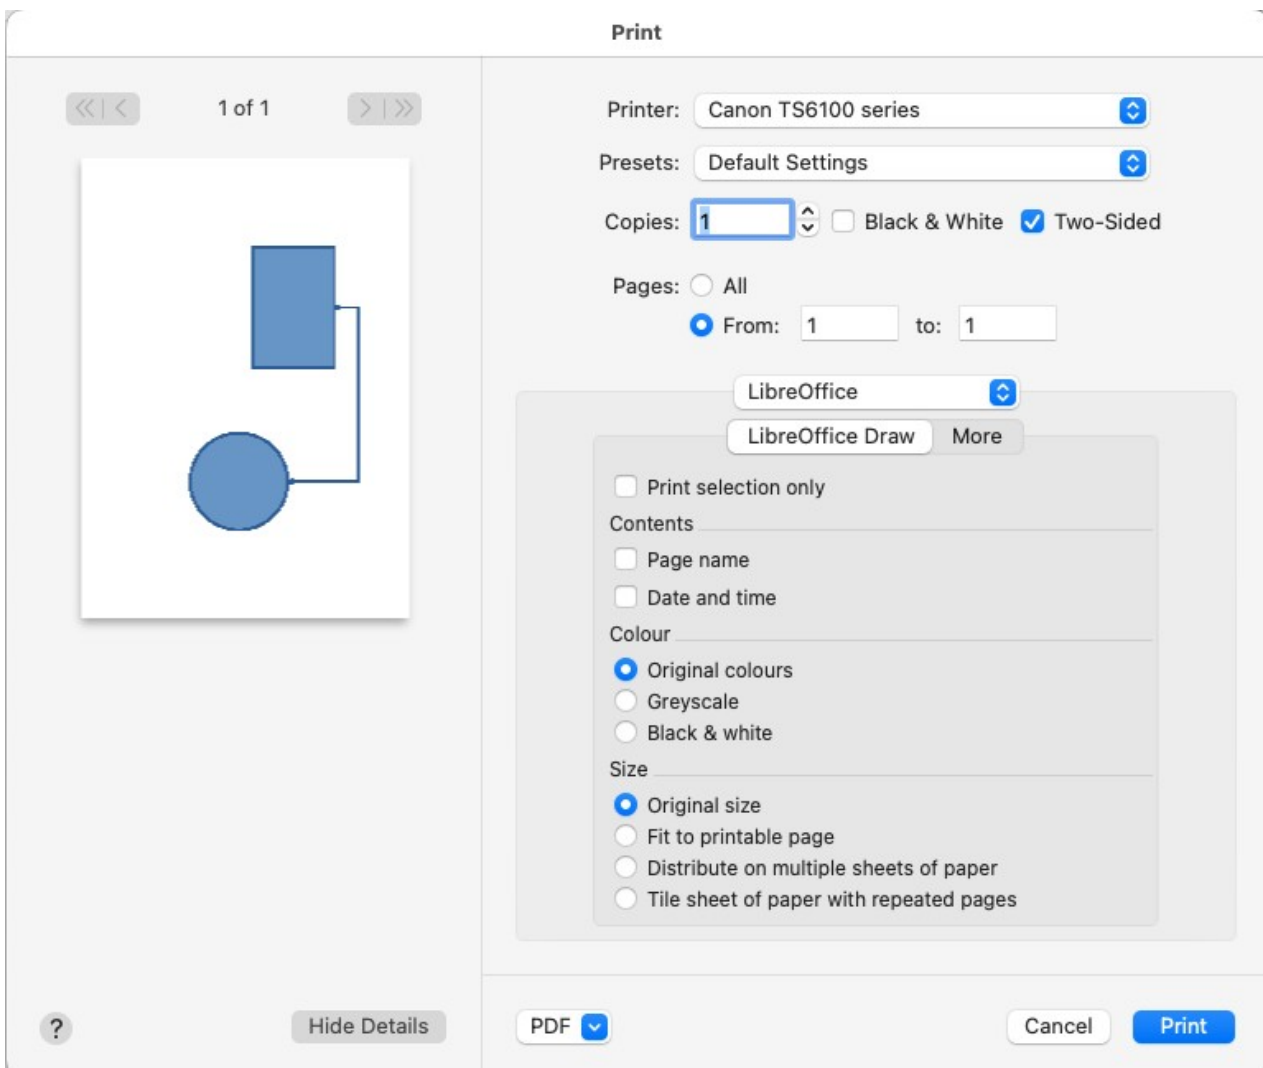 Print
1 of 1
Printer: Canon TS6100 series
Presets: Default Settings
Copies: 1 Black & White Two-Sided
Pages: All
From: 1 to: 1
LibreOffice
LibreOffice Draw More
Print selection only
Contents
Page name
Date and time
Colour
Original colours
Greyscale
Black & white
Size
Original size
Fit to printable page
Distribute on multiple sheets of paper
Tile sheet of paper with repeated pages
? Hide Details PDF Cancel Print